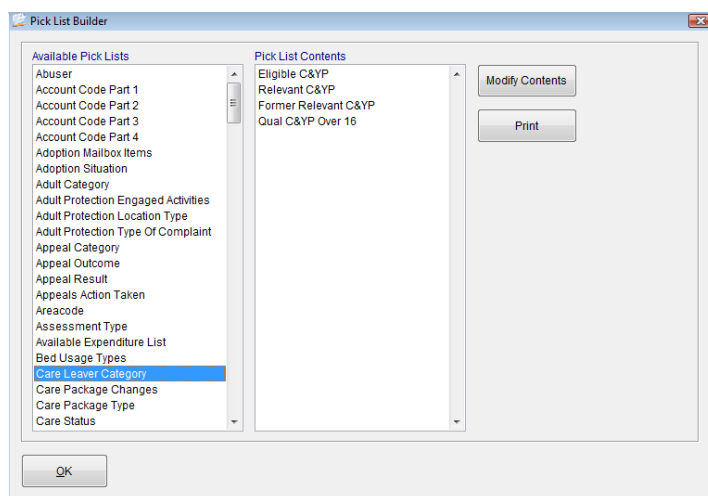 Pick List Builder
Available Pick Lists
Abuser
Account Code Part 1
Account Code Part 2
Account Code Part 3
Account Code Part 4
Adoption Mailbox Items
Adoption Situation
Adult Category
Adult Protection Engaged Activities
Adult Protection Location Type
Adult Protection Type Of Complaint
Appeal Category
Appeal Outcome
Appeal Result
Appeals Action Taken
Areacode
Assessment Type
Available Expenditure List
Bed Usage Types
Care Leaver Category
Care Package Changes
Care Package Type
Care Status
Pick List Contents
Eligible C&YP
Relevant C&YP
Former Relevant C&YP
Qual C&YP Over 16
Modify Contents
Print
OK